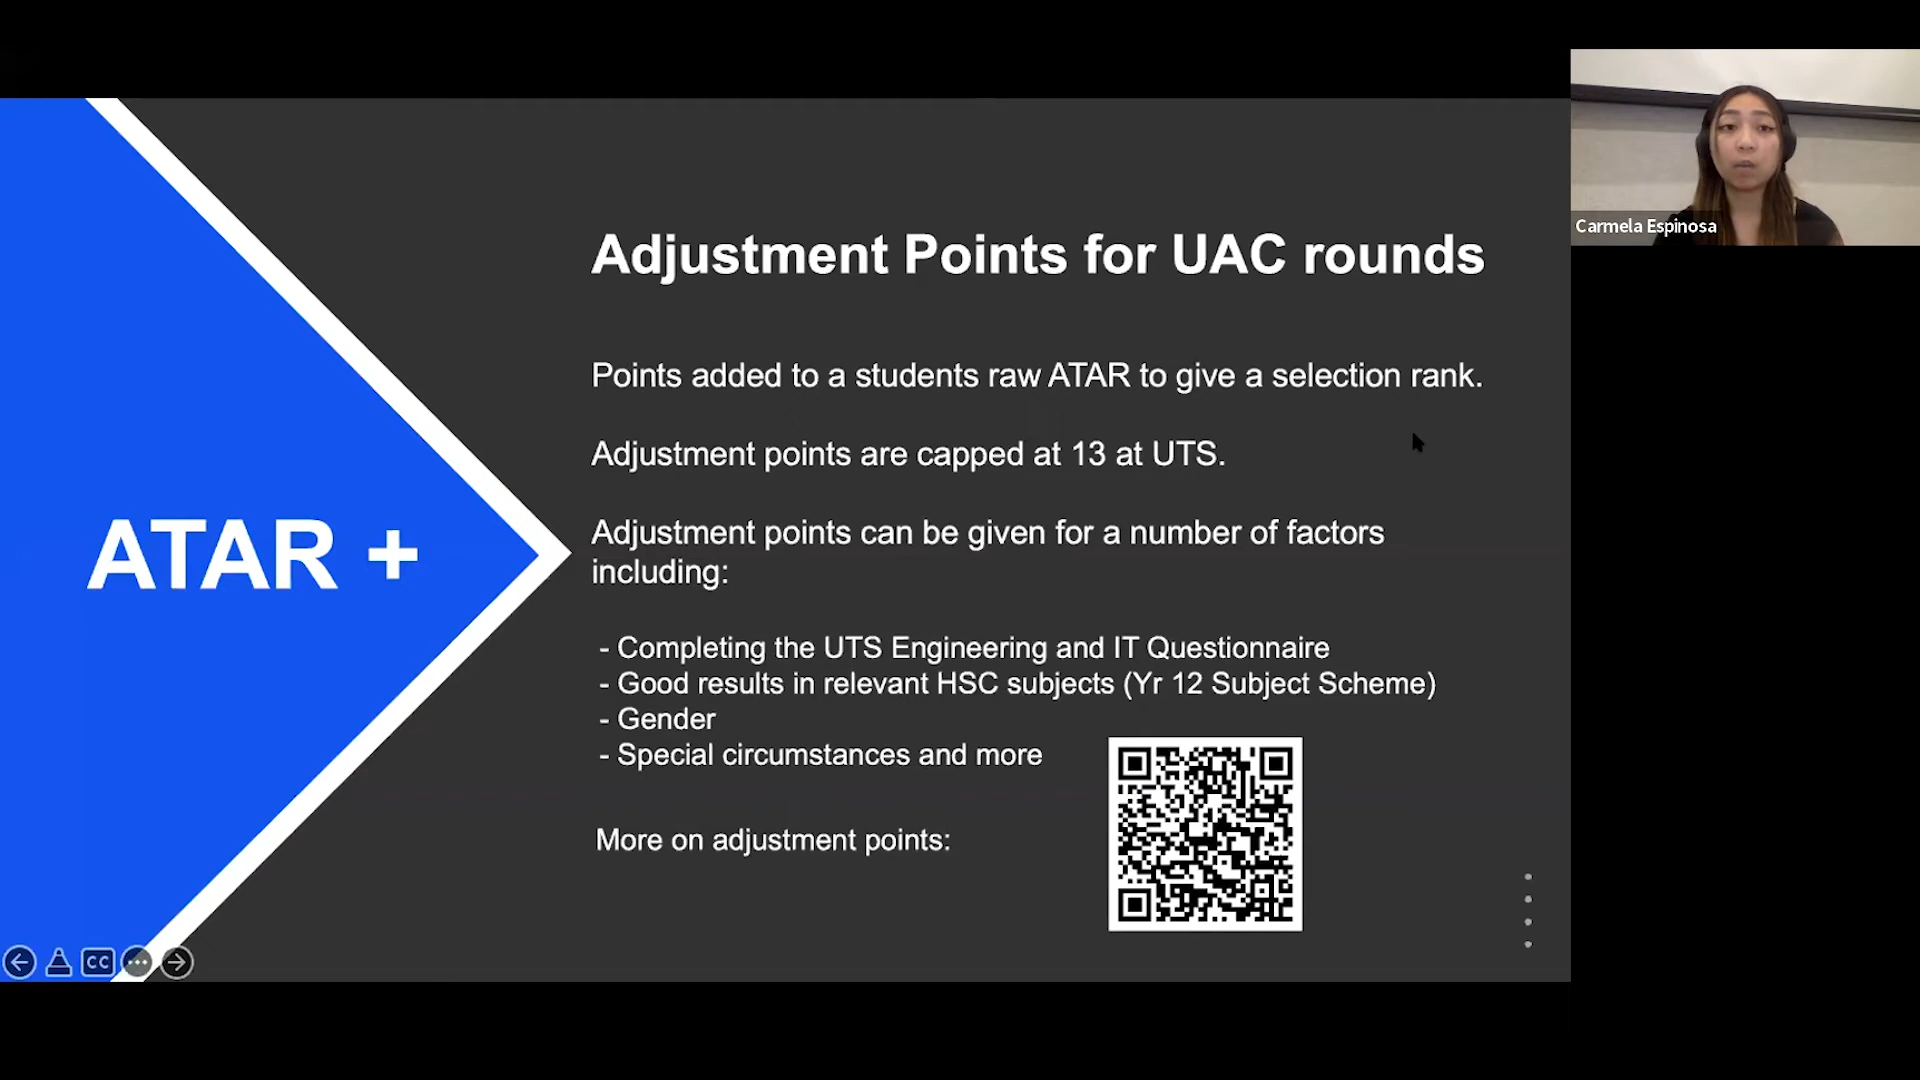 Adjustment Points for UAC rounds
Points added to a students raw ATAR to give a selection rank.
Adjustment points are capped at 13 at UTS.
Adjustment points can be given for a number of factors
including:
- Completing the UTS Engineering and IT Questionnaire
- Good results in relevant HSC subjects (Yr 12 Subject Scheme)
- Gender
- Special circumstances and more
More on adjustment points:
ATAR +
CC
Carmela Espinosa